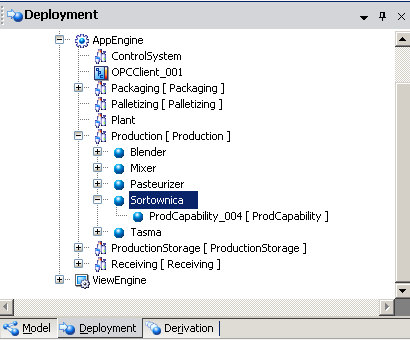 Deployment
AppEngine
ControlSystem
OPCClient_001
Packaging [ Packaging ]
Palletizing [ Palletizing ]
Plant
Production [ Production ]
Blender
Mixer
Pasteurizer
Sortownica
ProdCapability_004 [ ProdCapability ]
Tasma
ProductionStorage [ ProductionStorage ]
Receiving [ Receiving ]
ViewEngine
Model Deployment Derivation